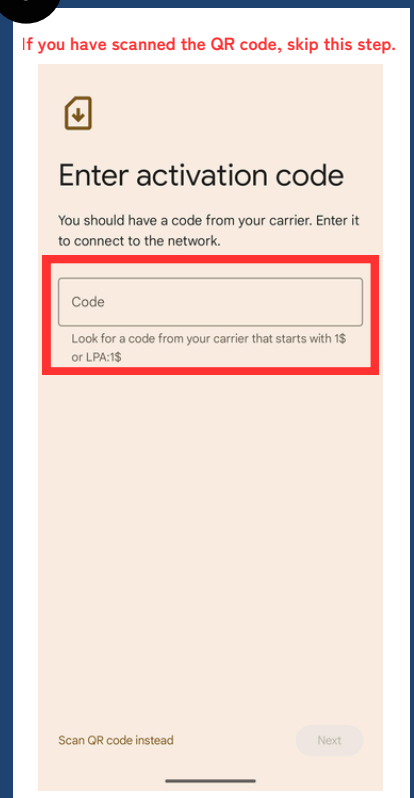 If you have scanned the QR code, skip this step.
Enter activation code
You should have a code from your carrier. Enter it
to connect to the network.
Code
Look for a code from your carrier that starts with 1$
or LPA:1$
Scan QR code instead
Next